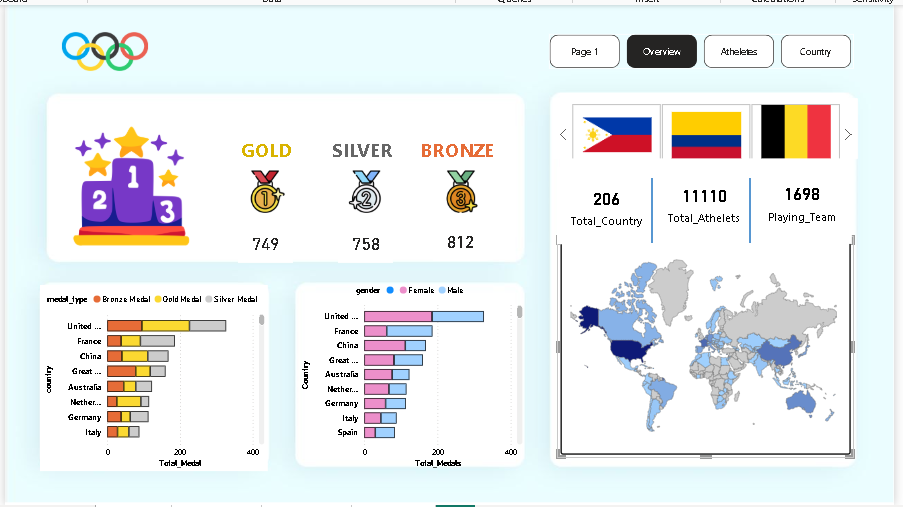 Page 1
Overview
Atheletes
Country
GOLD
SILVER
BRONZE
1
2
3
1
2
3
749
758
812
206
11110
1698
Total_Country
Total_Athelets
Playing_Team
medal_type
Bronze Medal
Gold Medal
Silver Medal
country
United ...
France
China
Great ...
Australia
Nether...
Germany
Italy
0
200
400
Total_Medal
gender
Female
Male
Country
United ...
France
China
Great ...
Australia
Nether...
Germany
Italy
Spain
0
200
400
Total_Medals